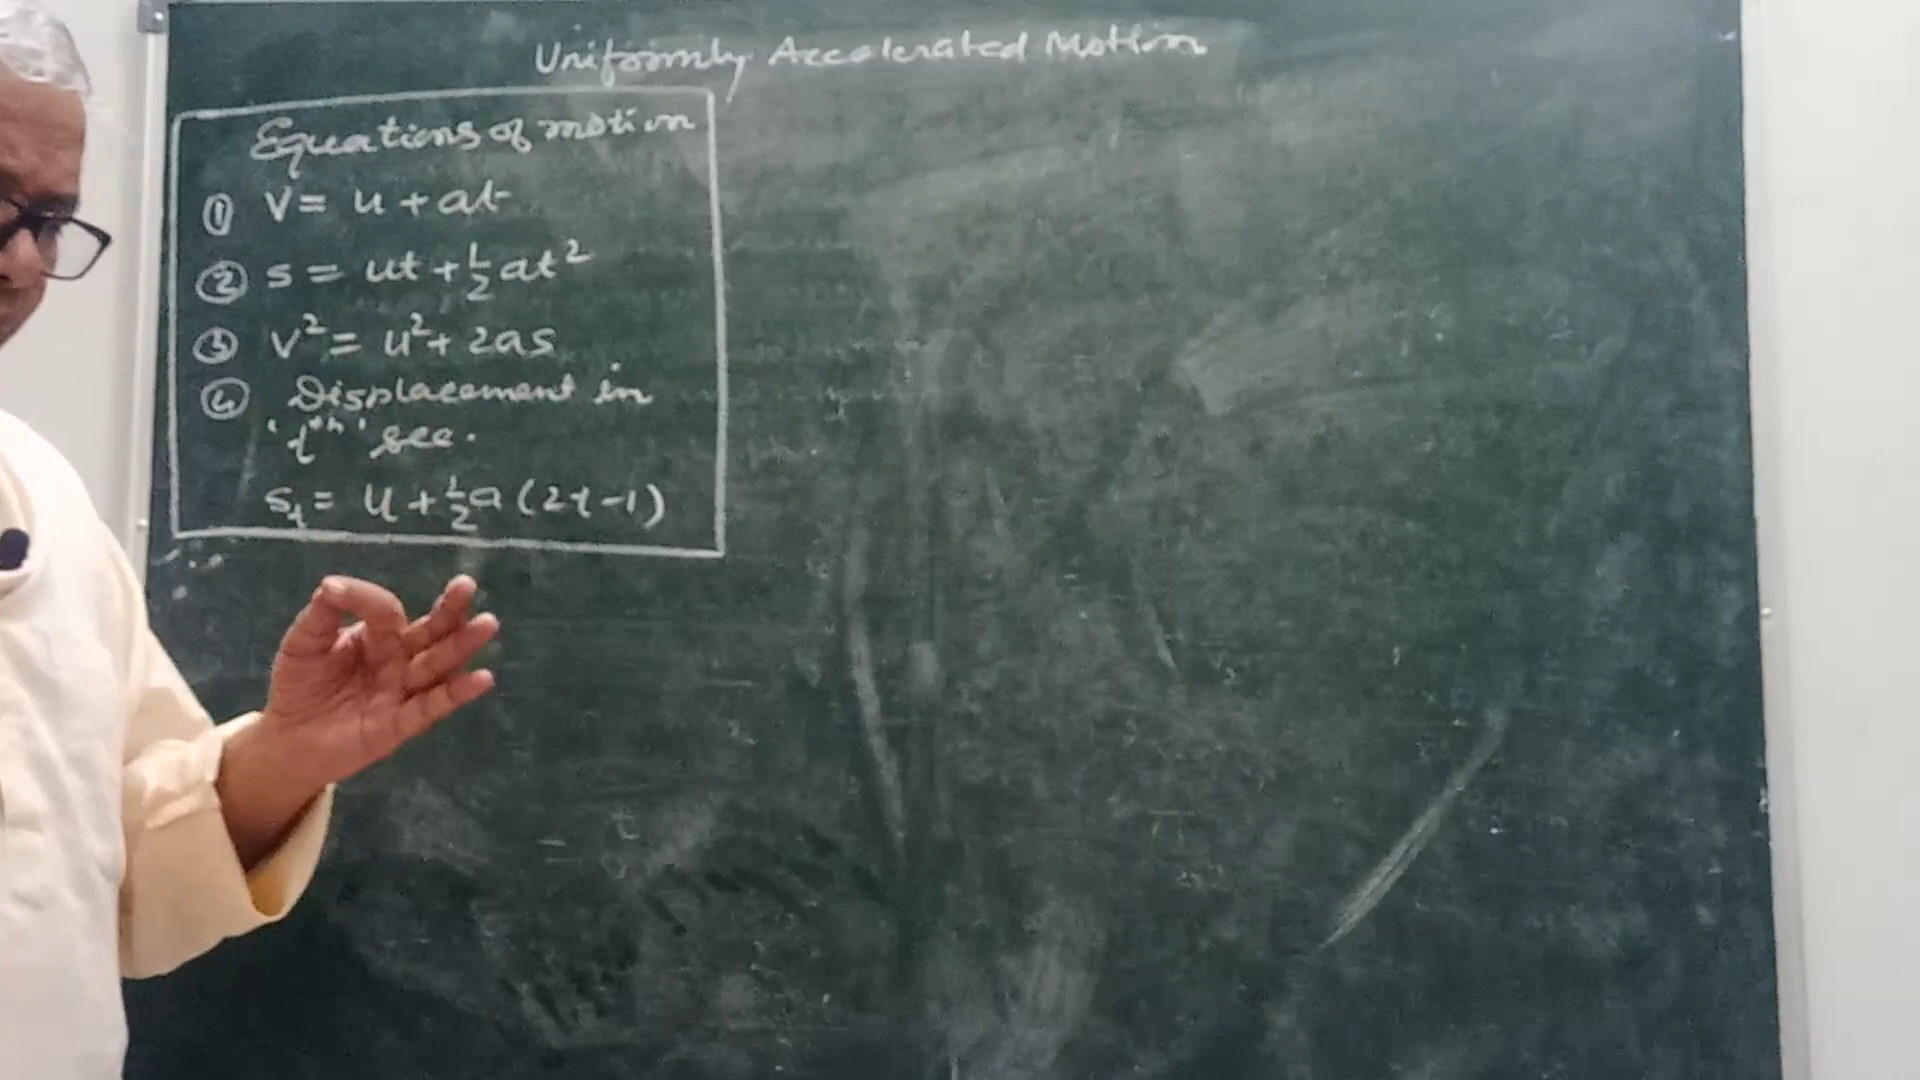 Uniformly Accelerated Motion
Equations of motion
① V = u + at
② s = ut + ½at²
③ v² = u² + 2as
④ Displacement in
'tᵗʰ' sec.
sₜ = u + ½a(2t-1)